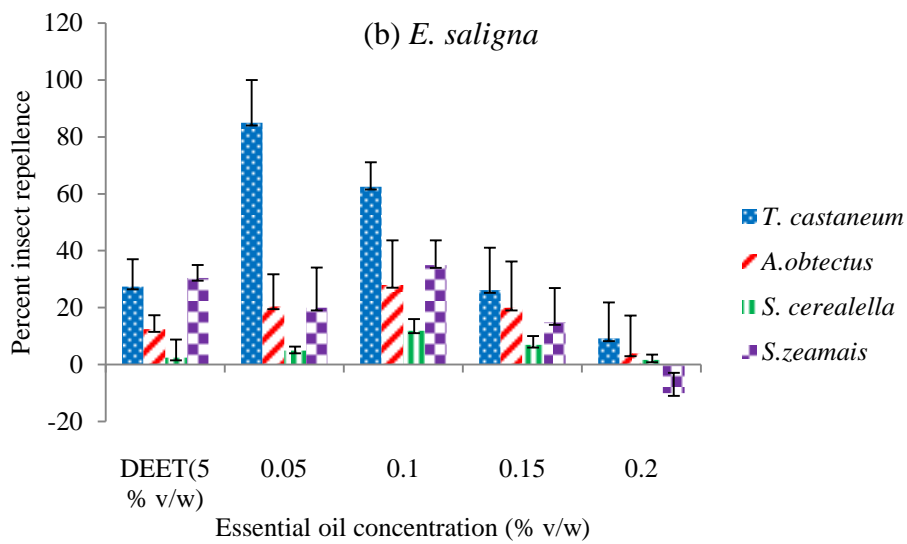 (b) E. saligna
Percent insect repellence
120
100
80
60
40
20
0
-20
DEET(5
% v/w)
0.05
0.1
0.15
0.2
Essential oil concentration (% v/w)
T. castaneum
A.obtectus
S. cerealella
S.zeamais